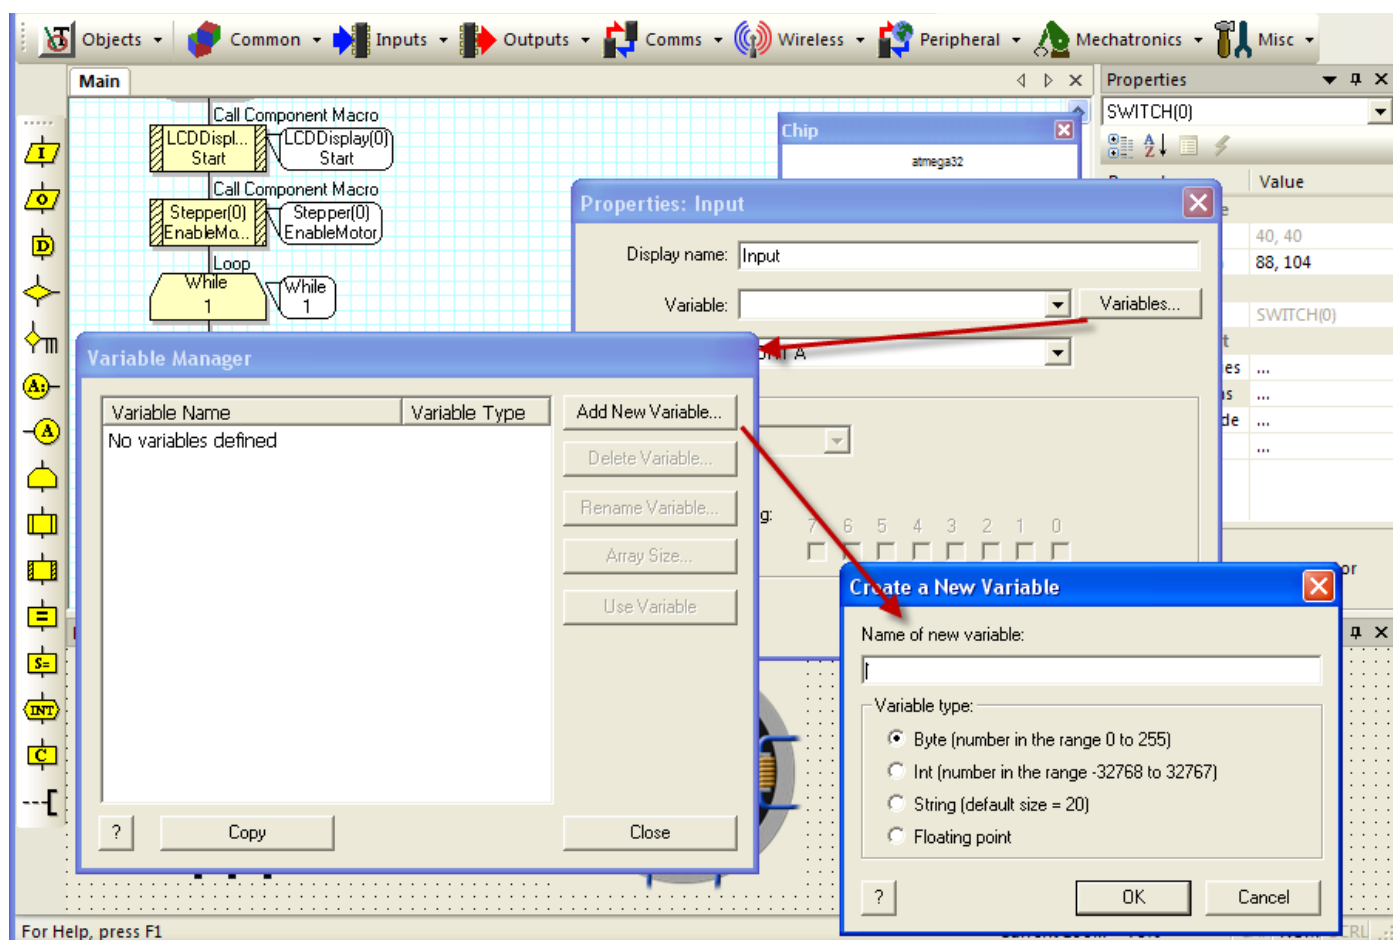 Objects Common Inputs Outputs Comms Wireless Peripheral Mechatronics Misc
Main
Properties
Call Component Macro
LCDDispl... LCDDisplay(0)
Start Start
Call Component Macro
Stepper(0) Stepper(0)
EnableMo... EnableMotor
Loop
While While
1 1
Chip
atmega32
SWITCH(0)
Value
40, 40
88, 104
SWITCH(0)
es ...
...
de ...
...
Properties: Input
Display name: Input
Variable: Variables...
g:
7 6 5 4 3 2 1 0
or
Variable Manager
Variable Name Variable Type
No variables defined
Add New Variable...
Delete Variable...
Rename Variable...
Array Size...
Use Variable
? Copy Close
Create a New Variable
Name of new variable:
Variable type:
Byte (number in the range 0 to 255)
Int (number in the range -32768 to 32767)
String (default size = 20)
Floating point
? OK Cancel
I
O
D
A:
A
=
S=
INT
C
For Help, press F1